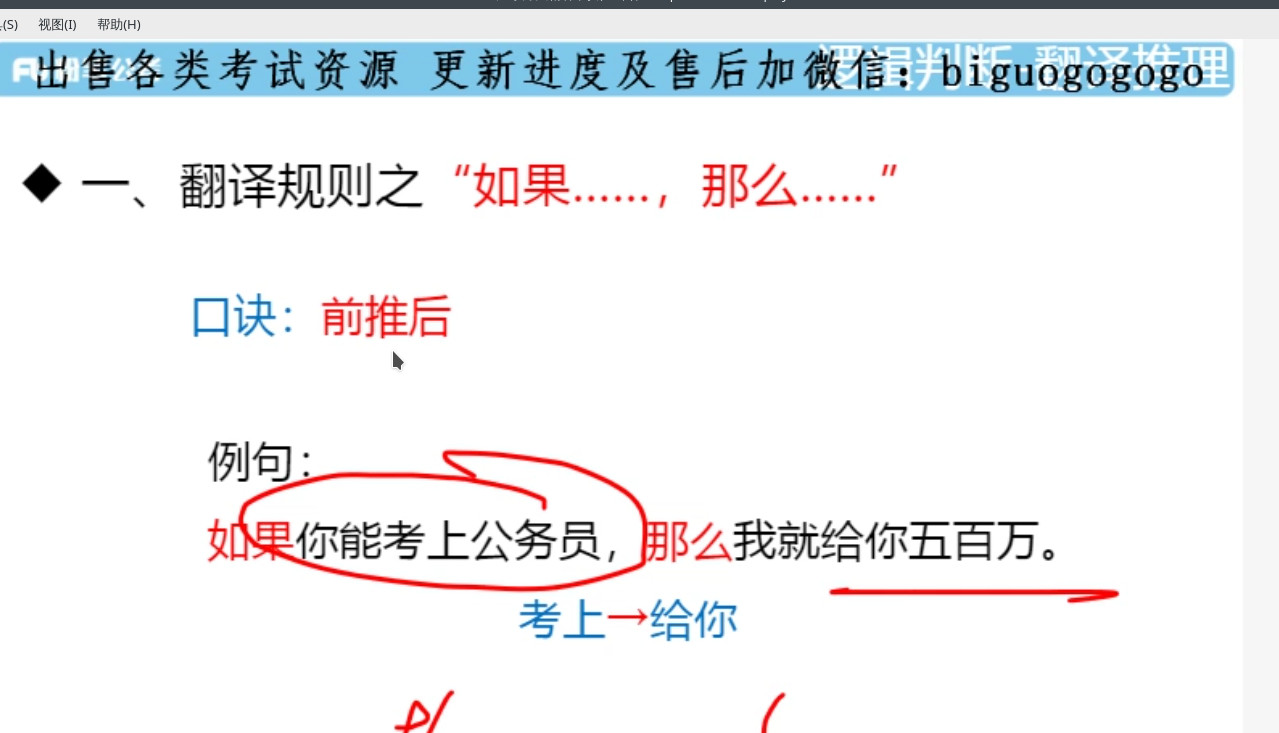 (S) 视图(I) 帮助(H)
出售各类考试资源 更新进度及售后加微信：biguogogogo
逻辑判断 翻译推理
◆ 一、翻译规则之“如果……，那么……”
口诀：前推后
例句：
如果你能考上公务员，那么我就给你五百万。
考上→给你